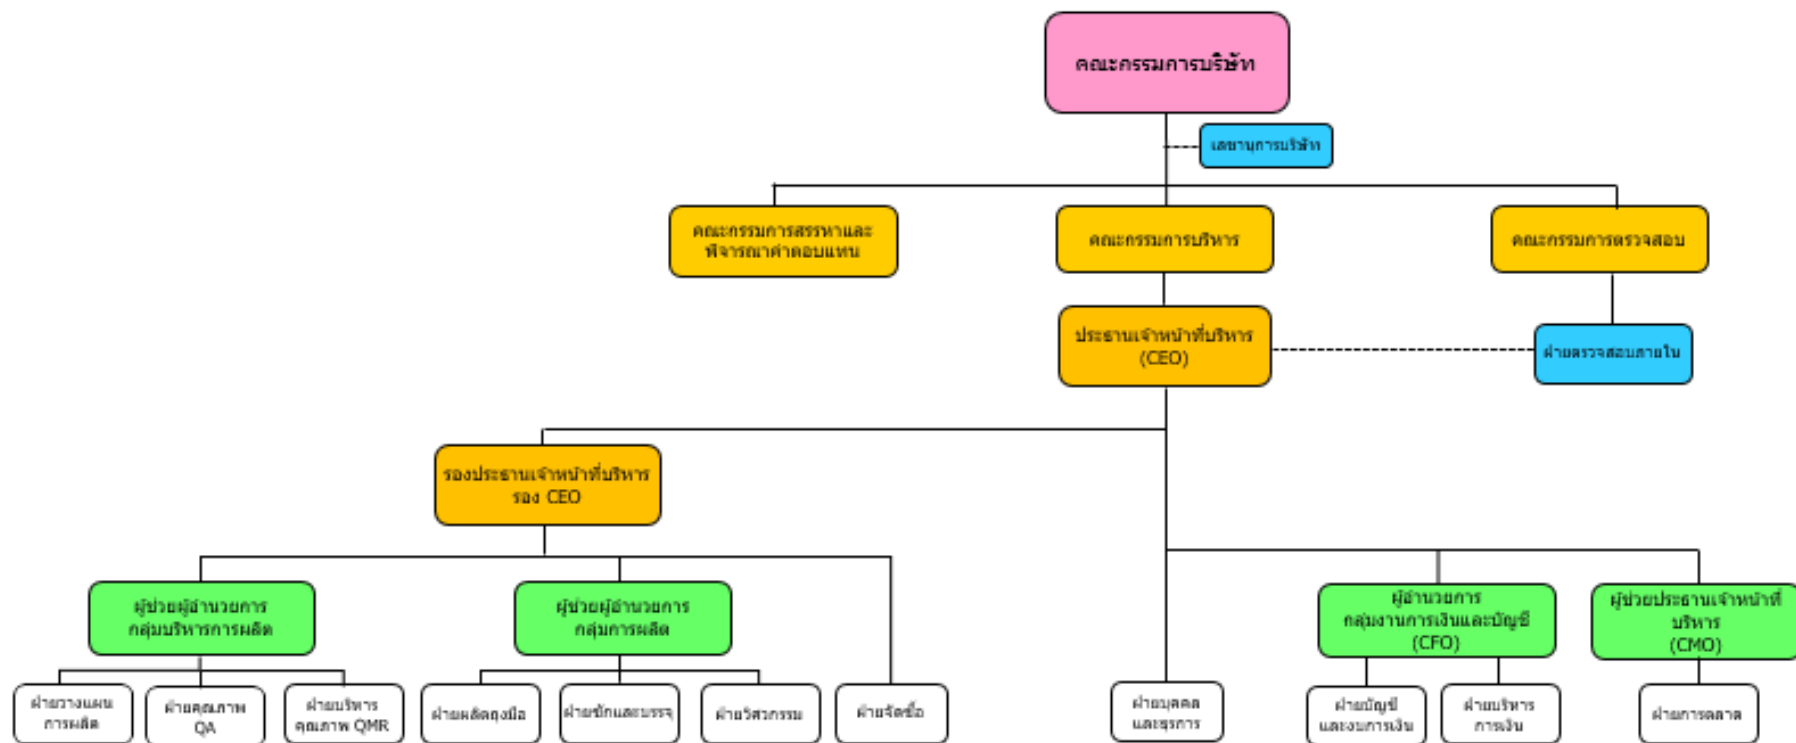 คณะกรรมการบริษัท
เลขานุการบริษัท
คณะกรรมการสรรหาและ
พิจารณาค่าตอบแทน
คณะกรรมการบริหาร
คณะกรรมการตรวจสอบ
ประธานเจ้าหน้าที่บริหาร
(CEO)
ฝ่ายตรวจสอบภายใน
รองประธานเจ้าหน้าที่บริหาร
รอง CEO
ผู้ช่วยผู้อำนวยการ
กลุ่มบริหารการผลิต
ผู้ช่วยผู้อำนวยการ
กลุ่มการผลิต
ผู้อำนวยการ
กลุ่มงานการเงินและบัญชี
(CFO)
ผู้ช่วยประธานเจ้าหน้าที่
บริหาร
(CMO)
ฝ่ายวางแผน
การผลิต
ฝ่ายคุณภาพ
QA
ฝ่ายบริหาร
คุณภาพ QMR
ฝ่ายผลิตถุงมือ
ฝ่ายซักและบรรจุ
ฝ่ายวิศวกรรม
ฝ่ายจัดซื้อ
ฝ่ายบุคคล
และธุรการ
ฝ่ายบัญชี
และงบการเงิน
ฝ่ายบริหาร
การเงิน
ฝ่ายการตลาด